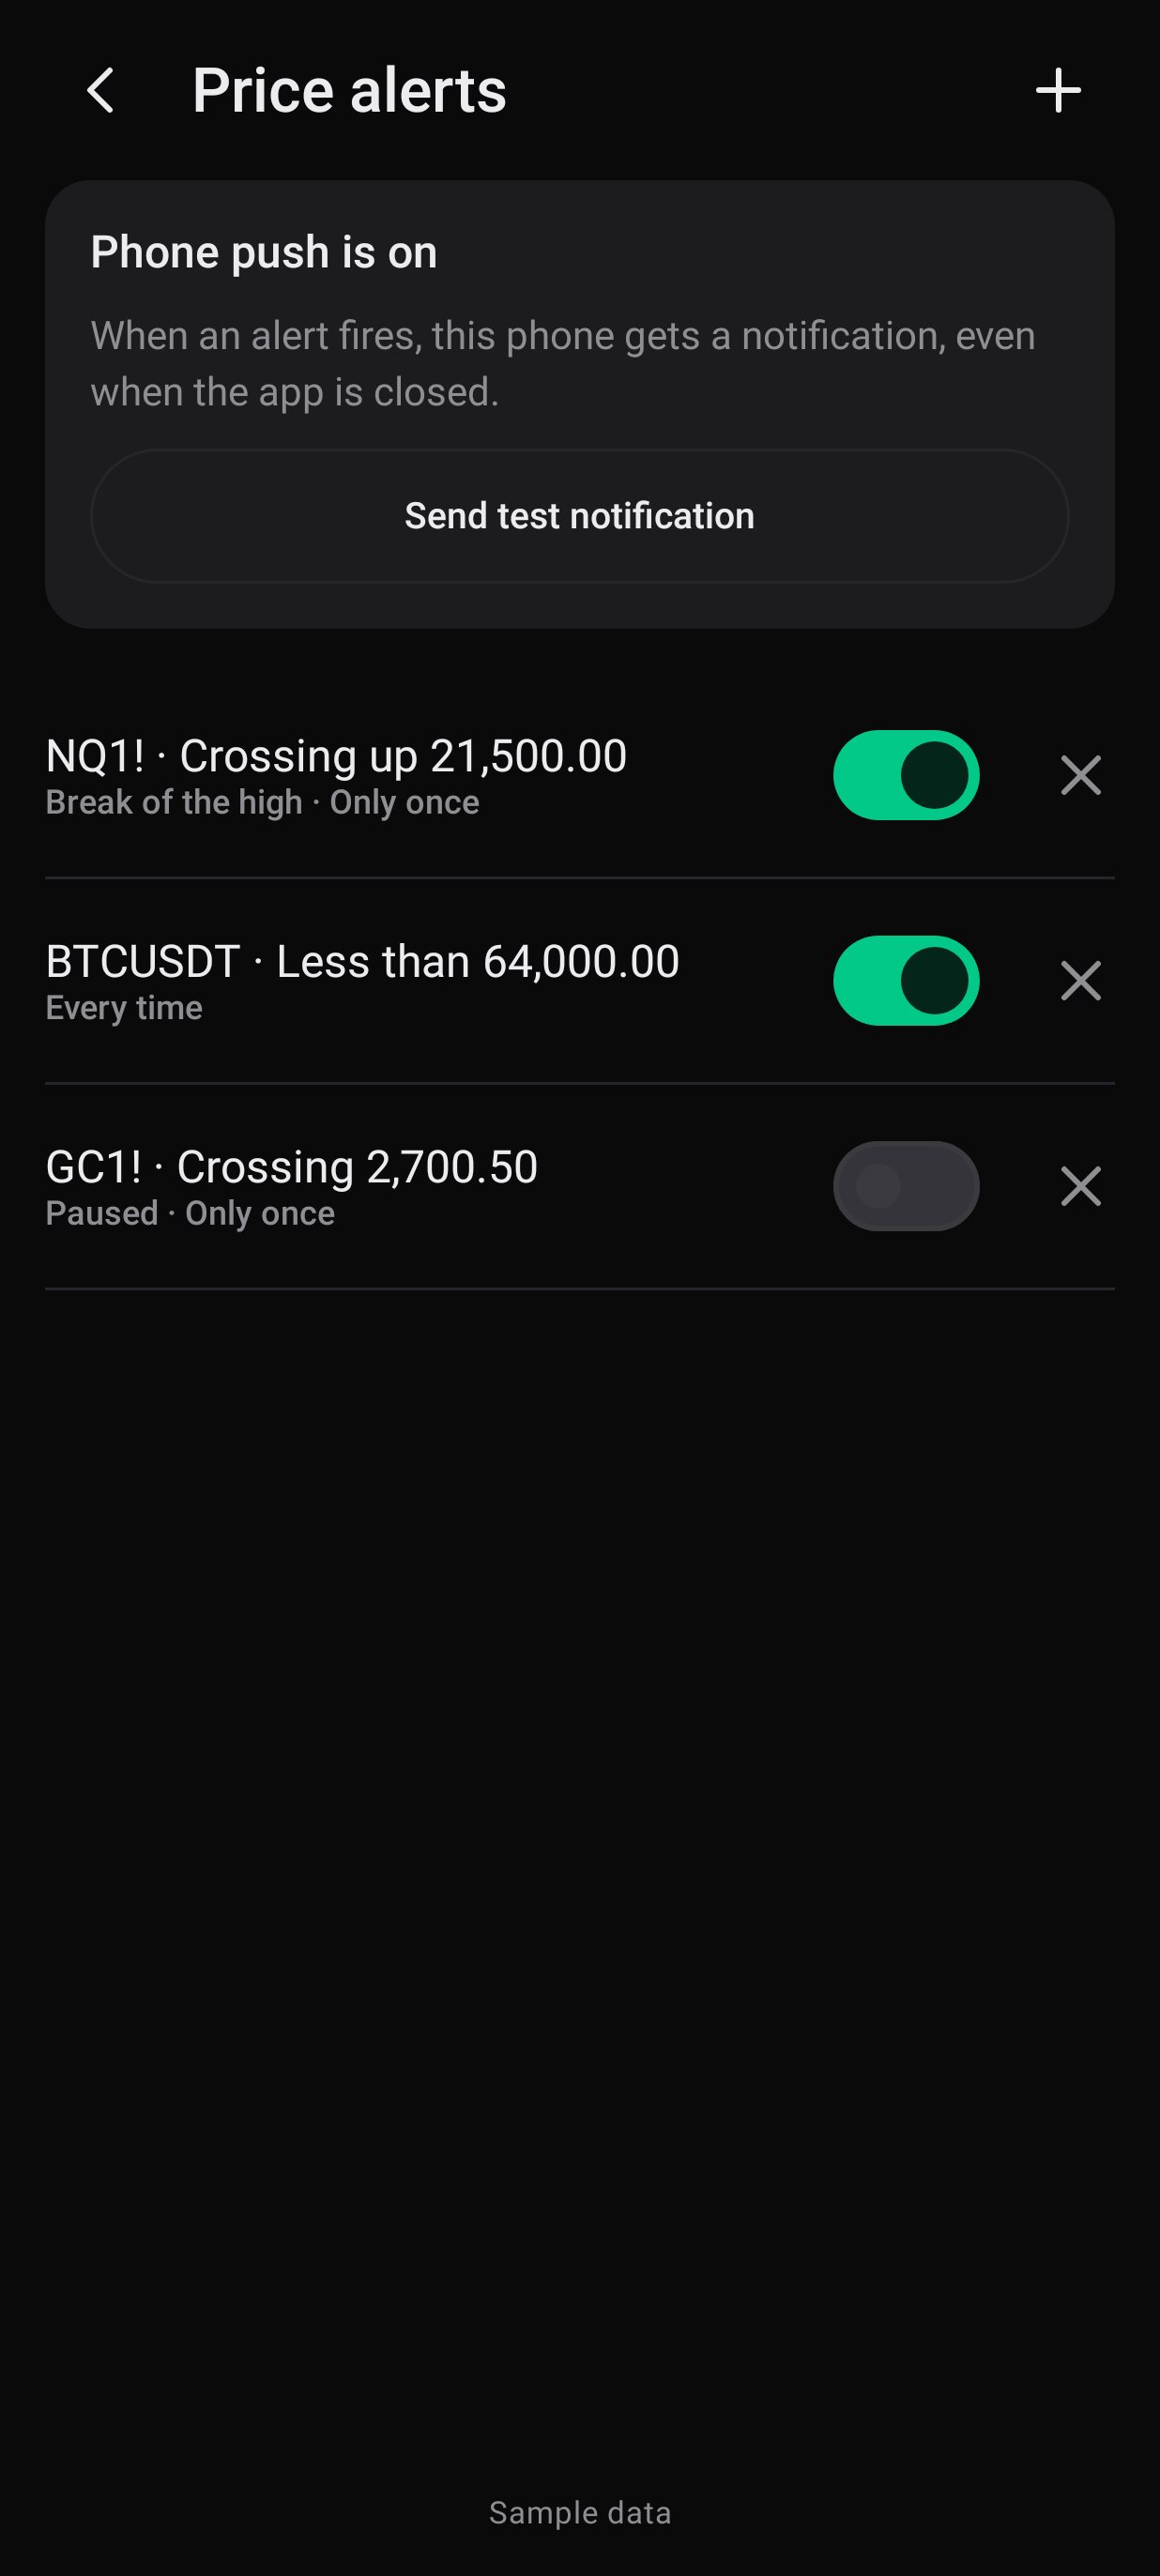 Price alerts
Phone push is on
When an alert fires, this phone gets a notification, even
when the app is closed.
Send test notification
NQ1! · Crossing up 21,500.00
Break of the high · Only once
BTCUSDT · Less than 64,000.00
Every time
GC1! · Crossing 2,700.50
Paused · Only once
Sample data